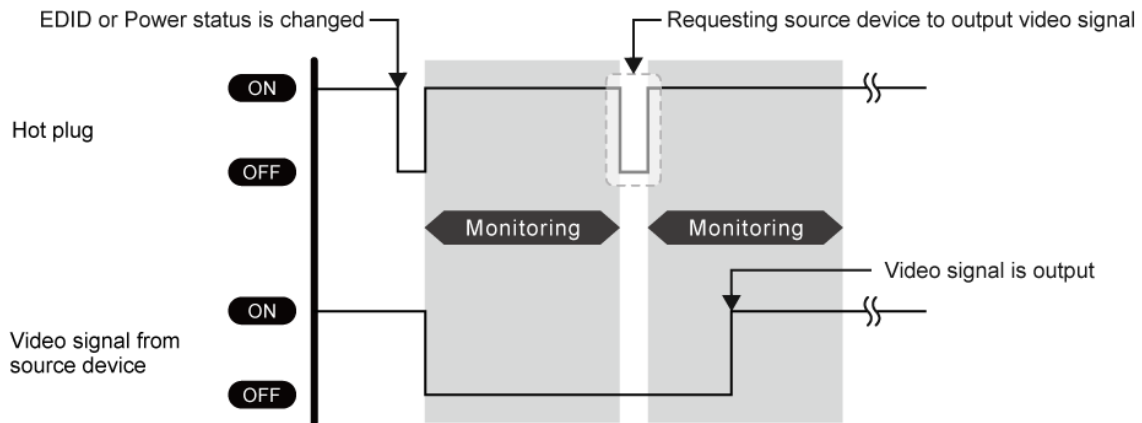 EDID or Power status is changed
Requesting source device to output video signal
ON
Hot plug
OFF
Monitoring
Monitoring
Video signal is output
ON
Video signal from
source device
OFF